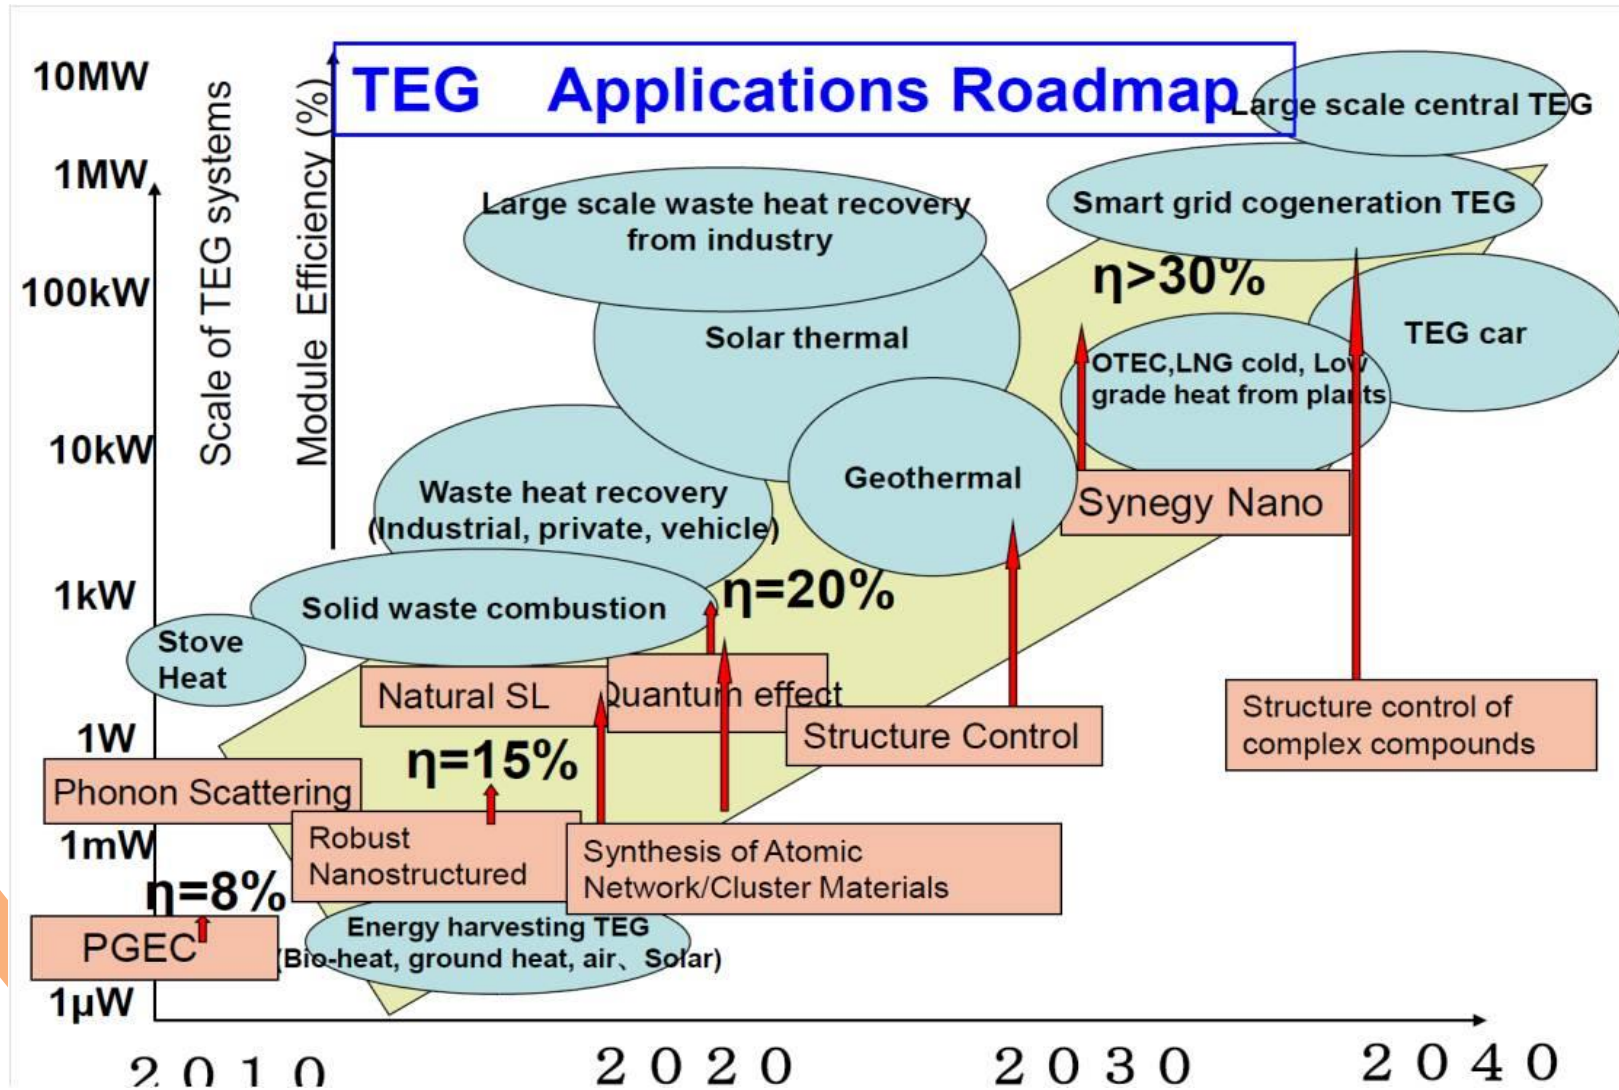 TEG Applications Roadmap
10MW
1MW
100kW
10kW
1kW
1W
1mW
1µW
Scale of TEG systems
Module Efficiency (%)
Large scale central TEG
Smart grid cogeneration TEG
Large scale waste heat recovery
from industry
η>30%
Solar thermal
TEG car
OTEC,LNG cold, Low
grade heat from plants
Geothermal
Waste heat recovery
(Industrial, private, vehicle)
Synegy Nano
η=20%
Solid waste combustion
Stove
Heat
Natural SL
Quantum effect
Structure Control
Structure control of
complex compounds
η=15%
Phonon Scattering
Robust
Nanostructured
Synthesis of Atomic
Network/Cluster Materials
η=8%
PGEC
Energy harvesting TEG
(Bio-heat, ground heat, air、Solar)
2010
2020
2030
2040